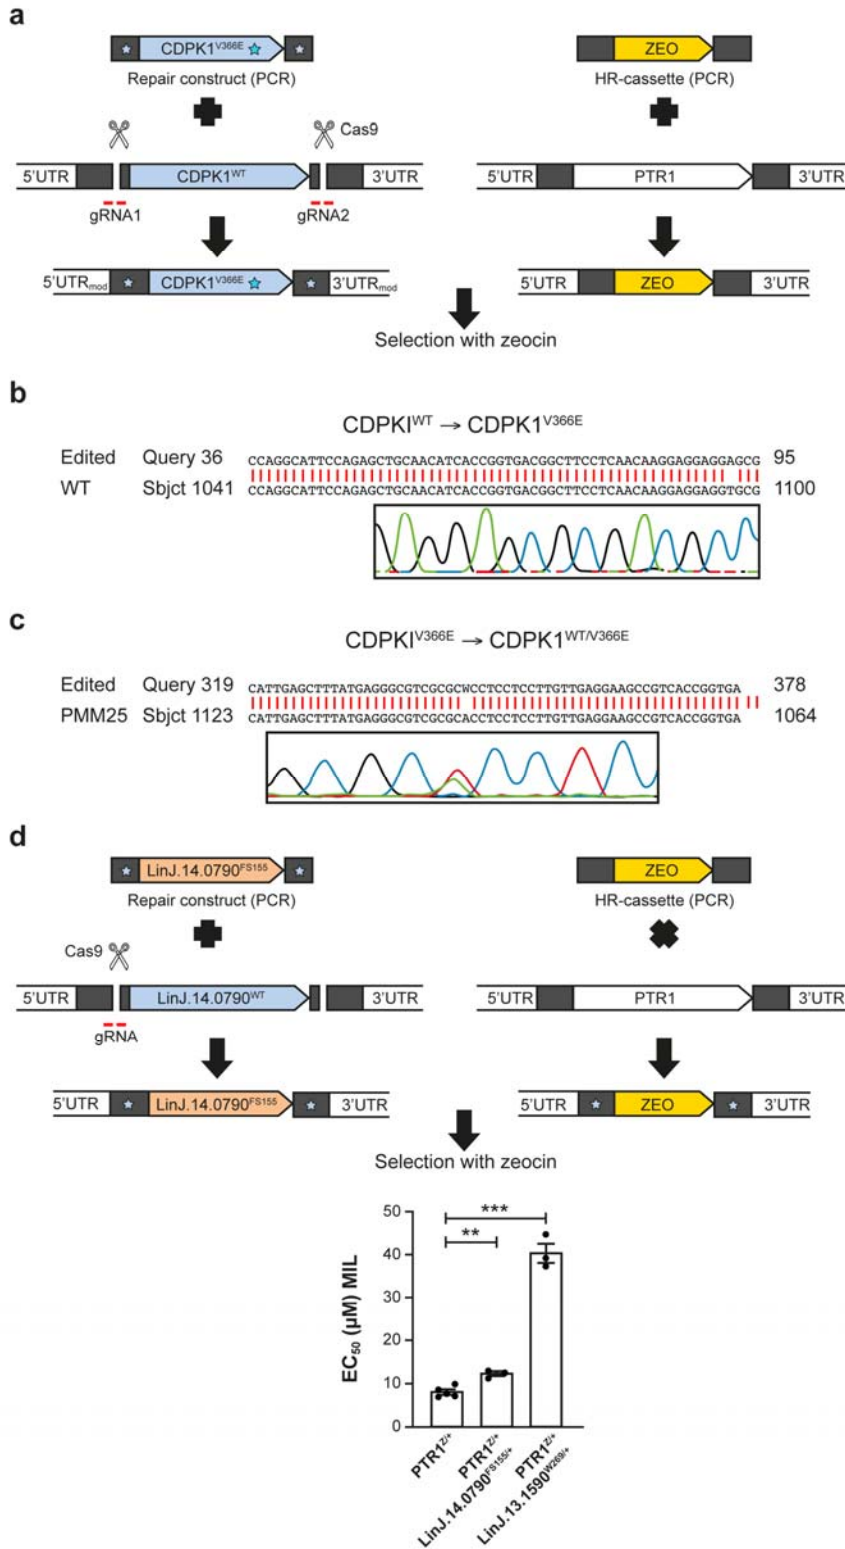 a
CDPK1V366E
ZEO
Repair construct (PCR)
HR-cassette (PCR)
Cas9
5'UTR
CDPK1WT
3'UTR
5'UTR
PTR1
3'UTR
gRNA1
gRNA2
5'UTRmod
CDPK1V366E
3'UTRmod
5'UTR
ZEO
3'UTR
Selection with zeocin
b
CDPKIWT → CDPK1V366E
Edited Query 36 CCAGGCATTCCAGAGCTGCAACATCACCGGTGACGGCTTCCTCAACAAGGAGGAGGAGCG 95
WT Sbjct 1041 CCAGGCATTCCAGAGCTGCAACATCACCGGTGACGGCTTCCTCAACAAGGAGGAGGTGCG 1100
c
CDPKIV366E → CDPK1WT/V366E
Edited Query 319 CATTGAGCTTTATGAGGGCGTCGCGCWCCTCCTCCTTGTTGAGGAAGCCGTCACCGGTGA 378
PMM25 Sbjct 1123 CATTGAGCTTTATGAGGGCGTCGCGCACCTCCTCCTTGTTGAGGAAGCCGTCACCGGTGA 1064
d
LinJ.14.0790FS155
ZEO
Repair construct (PCR)
HR-cassette (PCR)
Cas9
5'UTR
LinJ.14.0790WT
3'UTR
5'UTR
PTR1
3'UTR
gRNA
5'UTR
LinJ.14.0790FS155
3'UTR
5'UTR
ZEO
3'UTR
Selection with zeocin
EC50 (µM) MIL
50
40
30
20
10
0
**
***
PTR1Z/+
PTR1Z/+
LinJ.14.0790FS155/+
PTR1Z/+
LinJ.13.1590W269/+